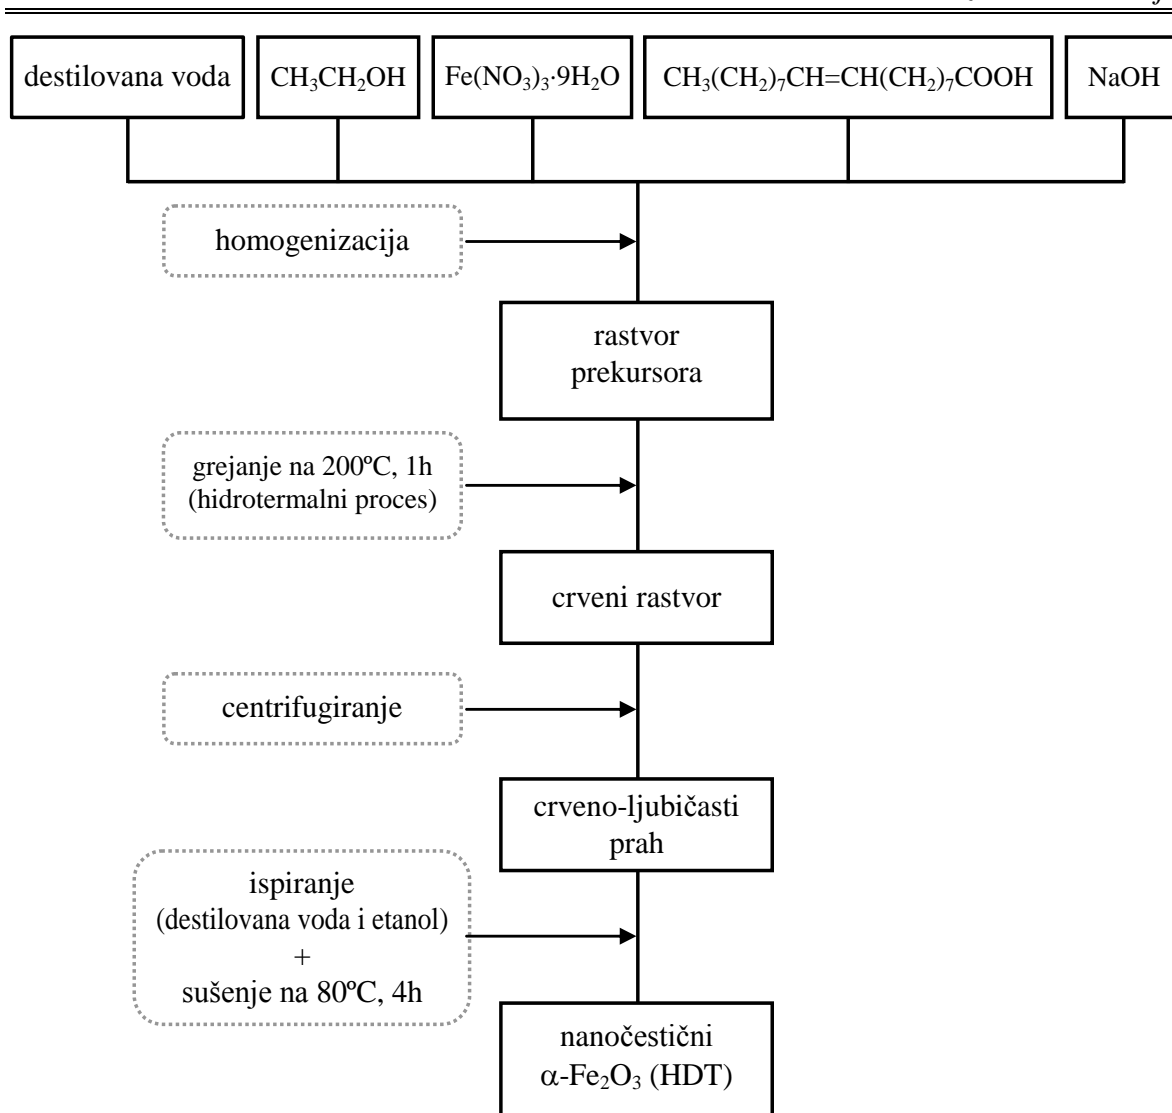 destilovana voda
CH₃CH₂OH
Fe(NO₃)₃·9H₂O
CH₃(CH₂)₇CH=CH(CH₂)₇COOH
NaOH
homogenizacija
rastvor
prekursora
grejanje na 200ºC, 1h
(hidrotermalni proces)
crveni rastvor
centrifugiranje
crveno-ljubičasti
prah
ispiranje
(destilovana voda i etanol)
+
sušenje na 80ºC, 4h
nanočestični
α-Fe₂O₃ (HDT)